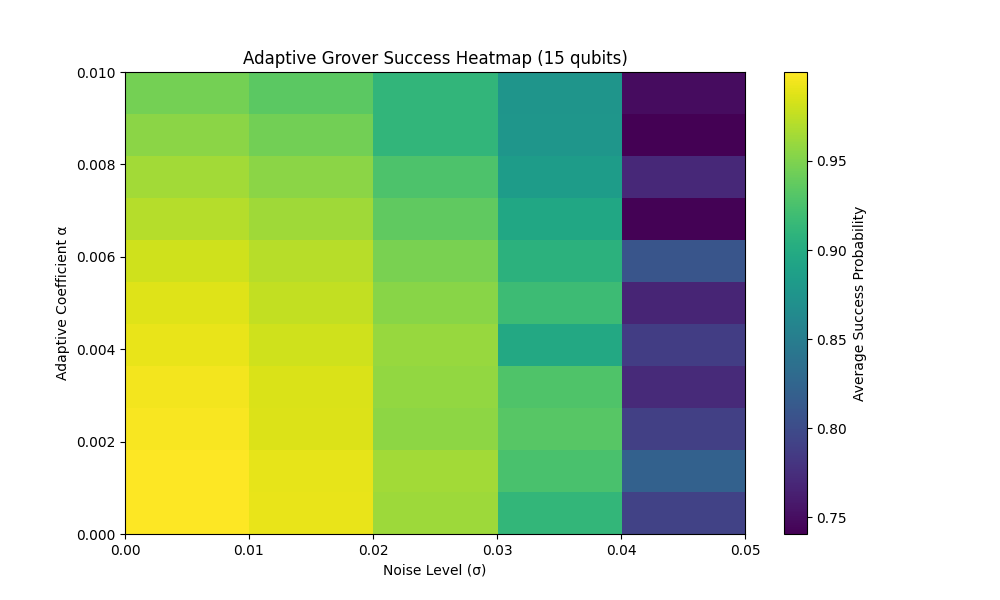 Adaptive Grover Success Heatmap (15 qubits)
Adaptive Coefficient α
0.010
0.008
0.006
0.004
0.002
0.000
0.00 0.01 0.02 0.03 0.04 0.05
Noise Level (σ)
0.95
0.90
0.85
0.80
0.75
Average Success Probability